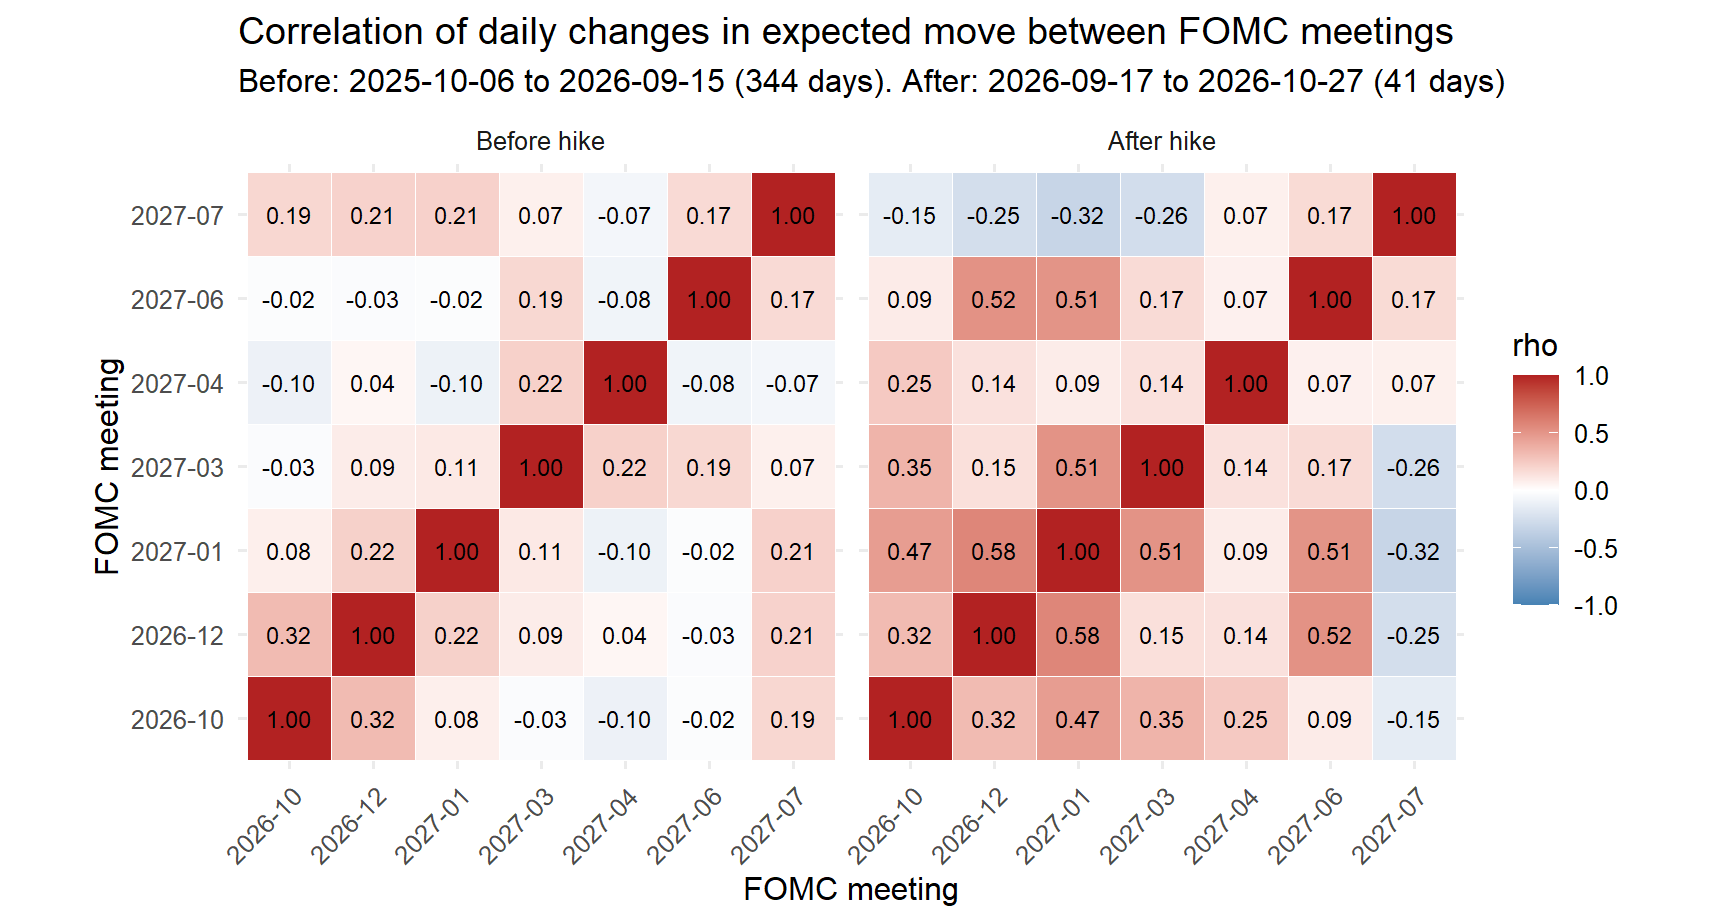 Correlation of daily changes in expected move between FOMC meetings
Before: 2025-10-06 to 2026-09-15 (344 days). After: 2026-09-17 to 2026-10-27 (41 days)
Before hike
After hike
2027-07 0.19 0.21 0.21 0.07 -0.07 0.17 1.00 -0.15 -0.25 -0.32 -0.26 0.07 0.17 1.00
2027-06 -0.02 -0.03 -0.02 0.19 -0.08 1.00 0.17 0.09 0.52 0.51 0.17 0.07 1.00 0.17
2027-04 -0.10 0.04 -0.10 0.22 1.00 -0.08 -0.07 0.25 0.14 0.09 0.14 1.00 0.07 0.07
2027-03 -0.03 0.09 0.11 1.00 0.22 0.19 0.07 0.35 0.15 0.51 1.00 0.14 0.17 -0.26
2027-01 0.08 0.22 1.00 0.11 -0.10 -0.02 0.21 0.47 0.58 1.00 0.51 0.09 0.51 -0.32
2026-12 0.32 1.00 0.22 0.09 0.04 -0.03 0.21 0.32 1.00 0.58 0.15 0.14 0.52 -0.25
2026-10 1.00 0.32 0.08 -0.03 -0.10 -0.02 0.19 1.00 0.32 0.47 0.35 0.25 0.09 -0.15
2026-10 2026-12 2027-01 2027-03 2027-04 2027-06 2027-07 2026-10 2026-12 2027-01 2027-03 2027-04 2027-06 2027-07
FOMC meeting
FOMC meeting
rho
1.0
0.5
0.0
-0.5
-1.0